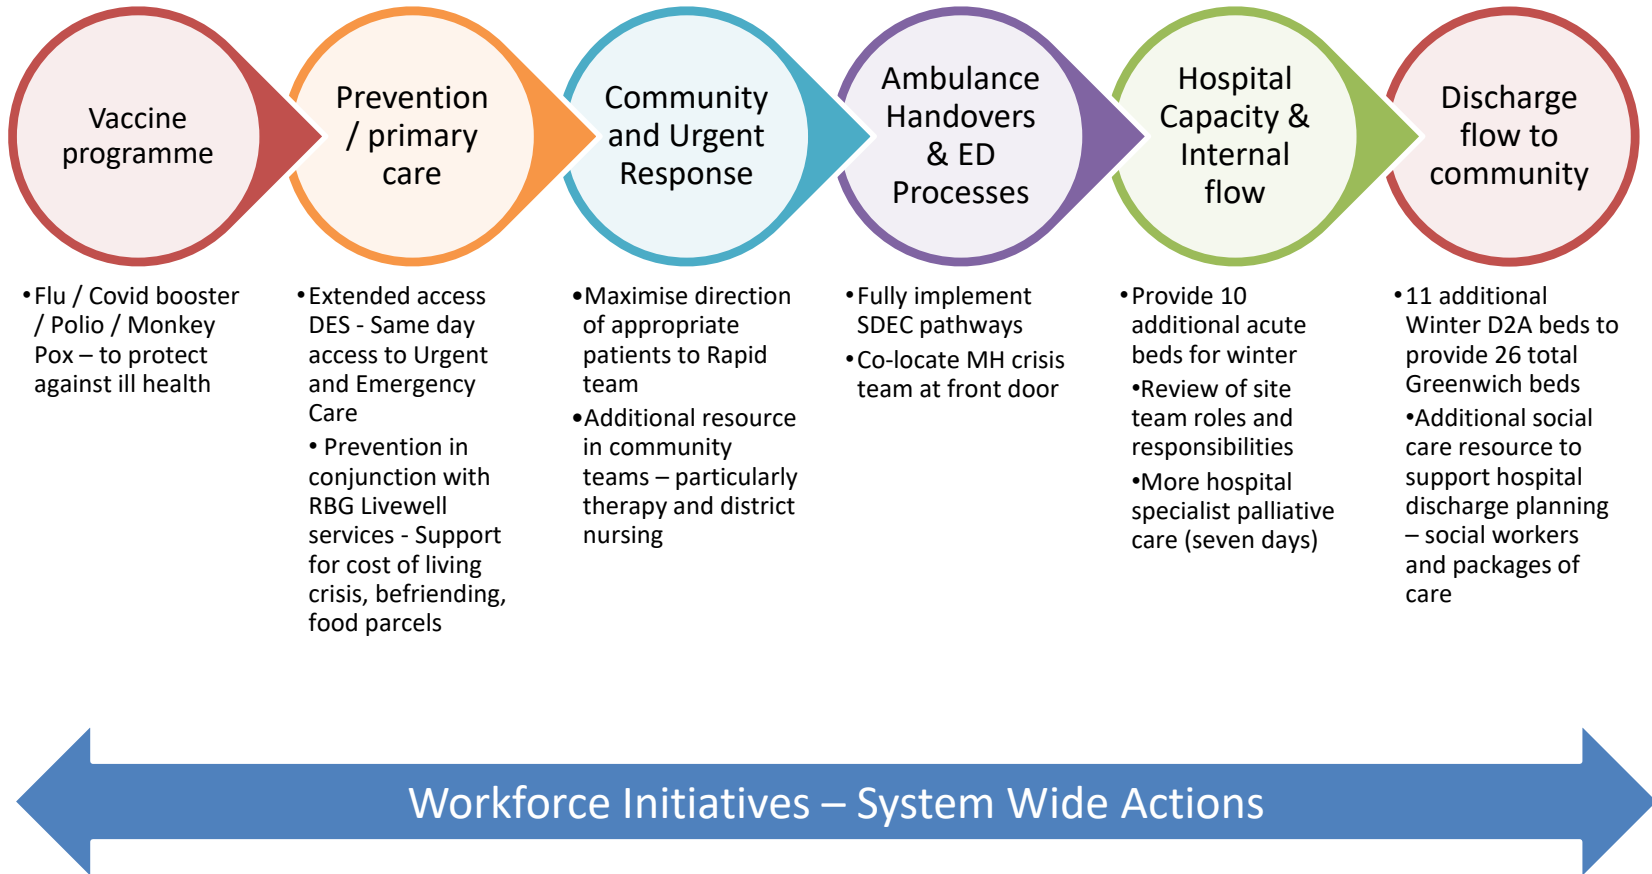 Vaccine
programme
Prevention
/ primary
care
Community
and Urgent
Response
Ambulance
Handovers
& ED
Processes
Hospital
Capacity &
Internal
flow
Discharge
flow to
community
•Flu / Covid booster
/ Polio / Monkey
Pox – to protect
against ill health
•Extended access
DES - Same day
access to Urgent
and Emergency
Care
• Prevention in
conjunction with
RBG Livewell
services - Support
for cost of living
crisis, befriending,
food parcels
•Maximise direction
of appropriate
patients to Rapid
team
•Additional resource
in community
teams – particularly
therapy and district
nursing
•Fully implement
SDEC pathways
•Co-locate MH crisis
team at front door
•Provide 10
additional acute
beds for winter
•Review of site
team roles and
responsibilities
•More hospital
specialist palliative
care (seven days)
•11 additional
Winter D2A beds to
provide 26 total
Greenwich beds
•Additional social
care resource to
support hospital
discharge planning
– social workers
and packages of
care
Workforce Initiatives – System Wide Actions